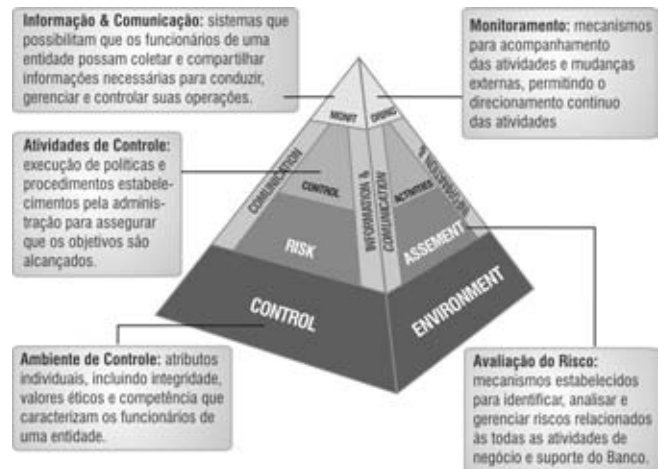 Informação & Comunicação: sistemas que
possibilitam que os funcionários de uma
entidade possam coletar e compartilhar
informações necessárias para conduzir,
gerenciar e controlar suas operações.
Monitoramento: mecanismos
para acompanhamento
das atividades e mudanças
externas, permitindo o
direcionamento continuo
das atividades
Atividades de Controle:
execução de políticas e
procedimentos estabele-
cimentos pela adminis-
tração para assegurar
que os objetivos são
alcançados.
MONIT ORING
COMUNICATION
CONTROL
INFORMATION &
COMUNICATION
ACTIVITIES
INFORMATION &
RISK
ASSEMENT
CONTROL
ENVIRONMENT
Ambiente de Controle: atributos
individuais, incluindo integridade,
valores éticos e competência que
caracterizam os funcionários de
uma entidade.
Avaliação do Risco:
mecanismos estabelecidos
para identificar, analisar e
gerenciar riscos relacionados
às todas as atividades de
negócio e suporte do Banco.